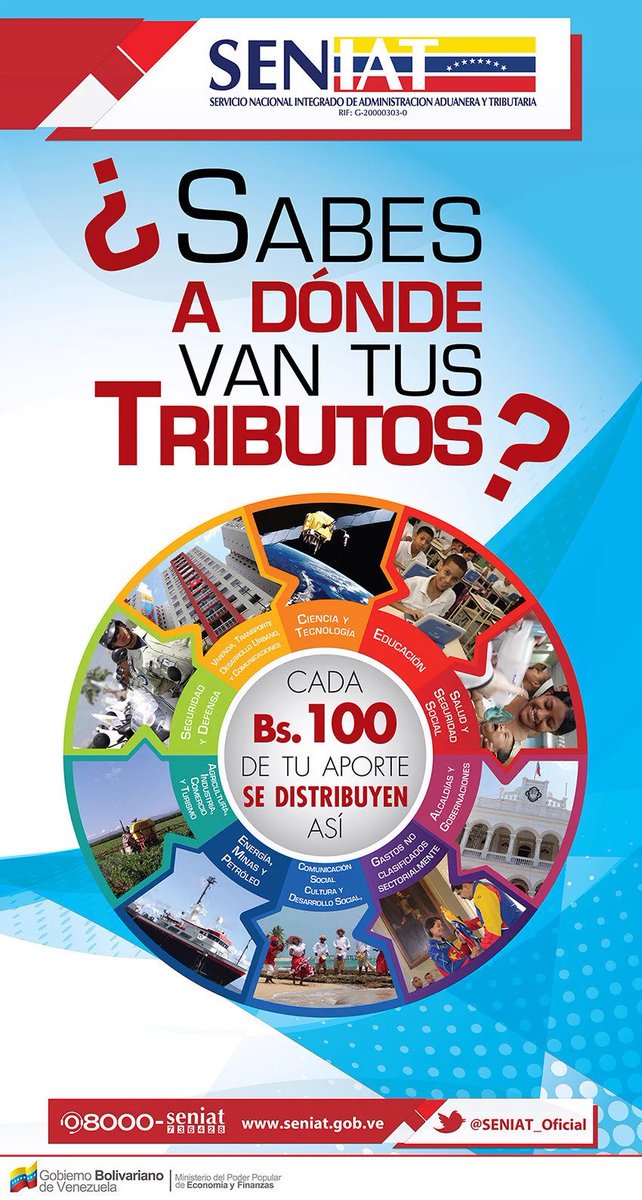 SENIAT
SERVICIO NACIONAL INTEGRADO DE ADMINISTRACION ADUANERA Y TRIBUTARIA
RIF: G-20000303-0
¿SABES
A DÓNDE
VAN TUS
TRIBUTOS?
CIENCIA Y
TECNOLOGÍA
EDUCACIÓN
SALUD Y
SEGURIDAD
SOCIAL
ALCALDÍAS Y
GOBERNACIONES
GASTOS NO
CLASIFICADOS
SECTORIALMENTE
COMUNICACIÓN
SOCIAL
CULTURA Y
DESARROLLO SOCIAL,
ENERGÍA,
MINAS Y
PETRÓLEO
AGRICULTURA,
INDUSTRIA,
COMERCIO
Y TURISMO
SEGURIDAD
Y DEFENSA
VIVIENDA, TRANSPORTE
DESARROLLO URBANO,
Y COMUNICACIONES
CADA
Bs. 100
DE TU APORTE
SE DISTRIBUYEN
ASÍ
08000-seniat
736428
www.seniat.gob.ve
@SENIAT_Oficial
Gobierno Bolivariano
de Venezuela
Ministerio del Poder Popular
de Economía y Finanzas